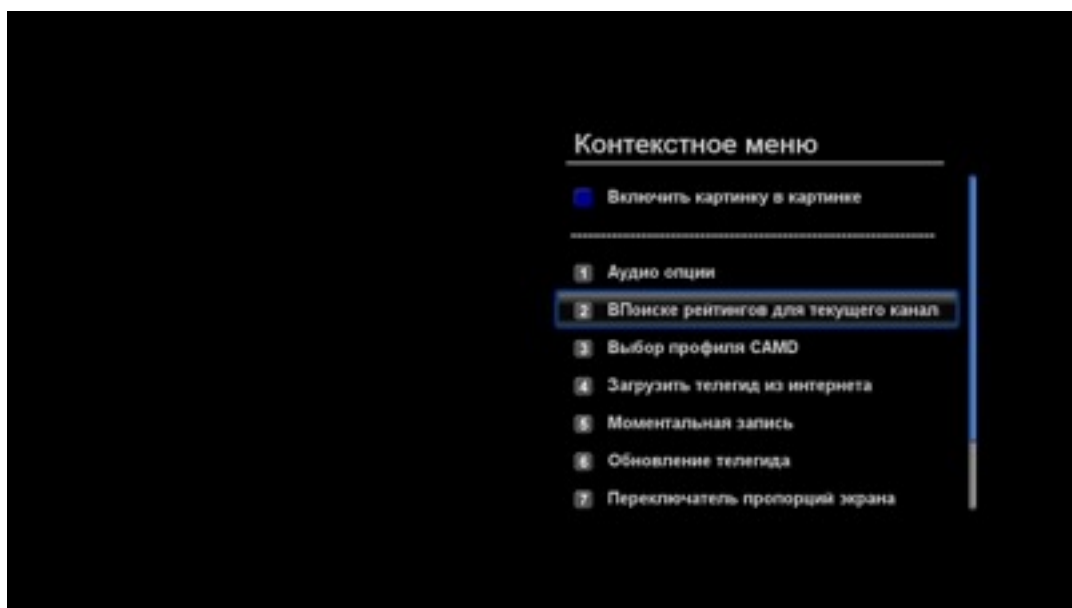 Контекстное меню
Включить картинку в картинке
1 Аудио опции
2 ВПоиске рейтингов для текущего канал
3 Выбор профиля CAMD
4 Загрузить телегид из интернета
5 Моментальная запись
6 Обновление телегида
7 Переключатель пропорций экрана